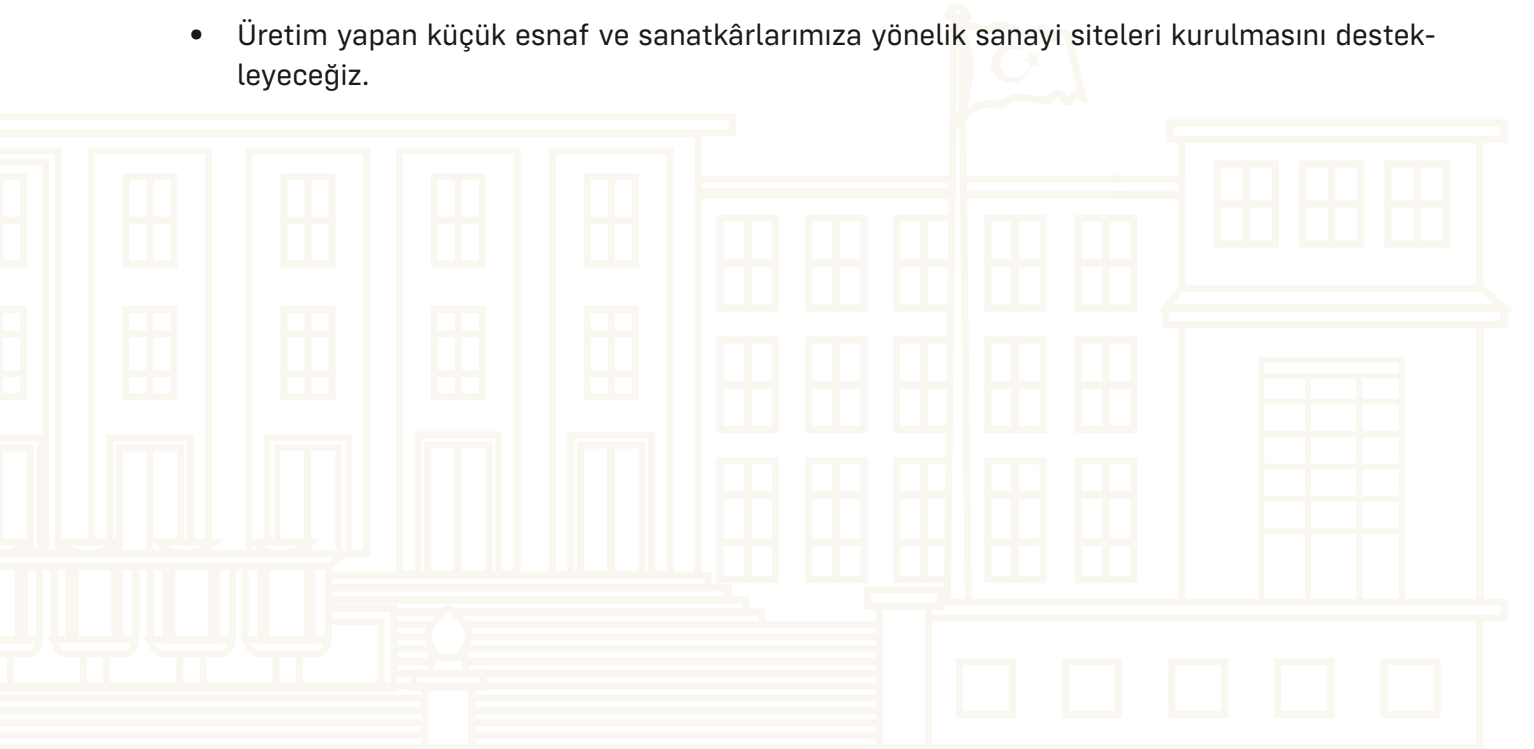 • Üretim yapan küçük esnaf ve sanatkârlarımıza yönelik sanayi siteleri kurulmasını destek-
leyeceğiz.